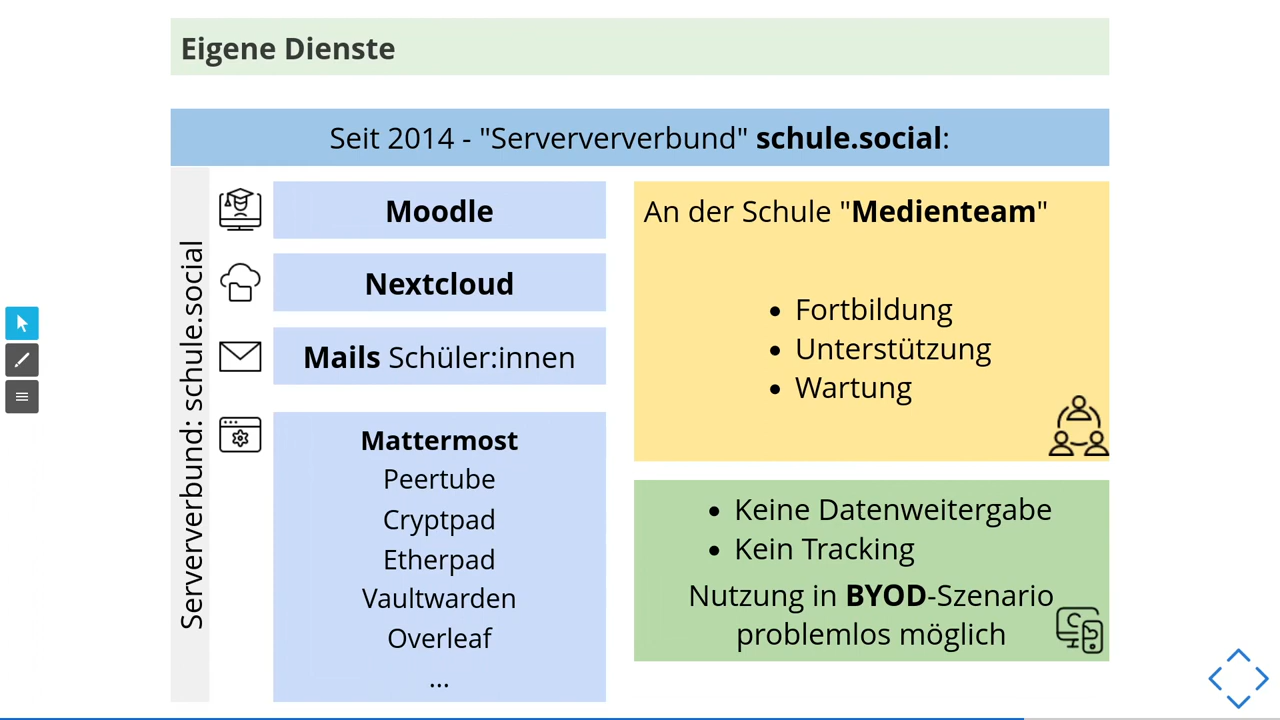 Eigene Dienste
Seit 2014 - "Serverververbund" schule.social:
Serververbund: schule.social
Moodle
Nextcloud
Mails Schüler:innen
Mattermost
Peertube
Cryptpad
Etherpad
Vaultwarden
Overleaf
...
An der Schule "Medienteam"
• Fortbildung
• Unterstützung
• Wartung
• Keine Datenweitergabe
• Kein Tracking
Nutzung in BYOD-Szenario
problemlos möglich